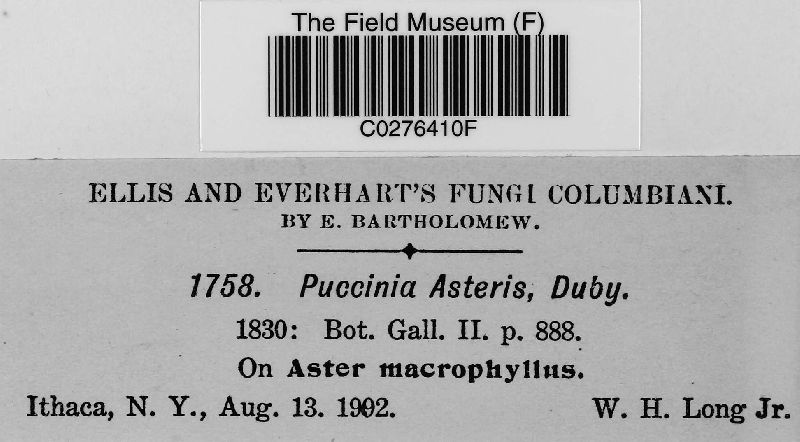 The Field Museum (F)
C0276410F
ELLIS AND EVERHART'S FUNGI COLUMBIANI.
BY E. BARTHOLOMEW.
1758. Puccinia Asteris, Duby.
1830: Bot. Gall. II. p. 888.
On Aster macrophyllus.
Ithaca, N. Y., Aug. 13. 1902. W. H. Long Jr.